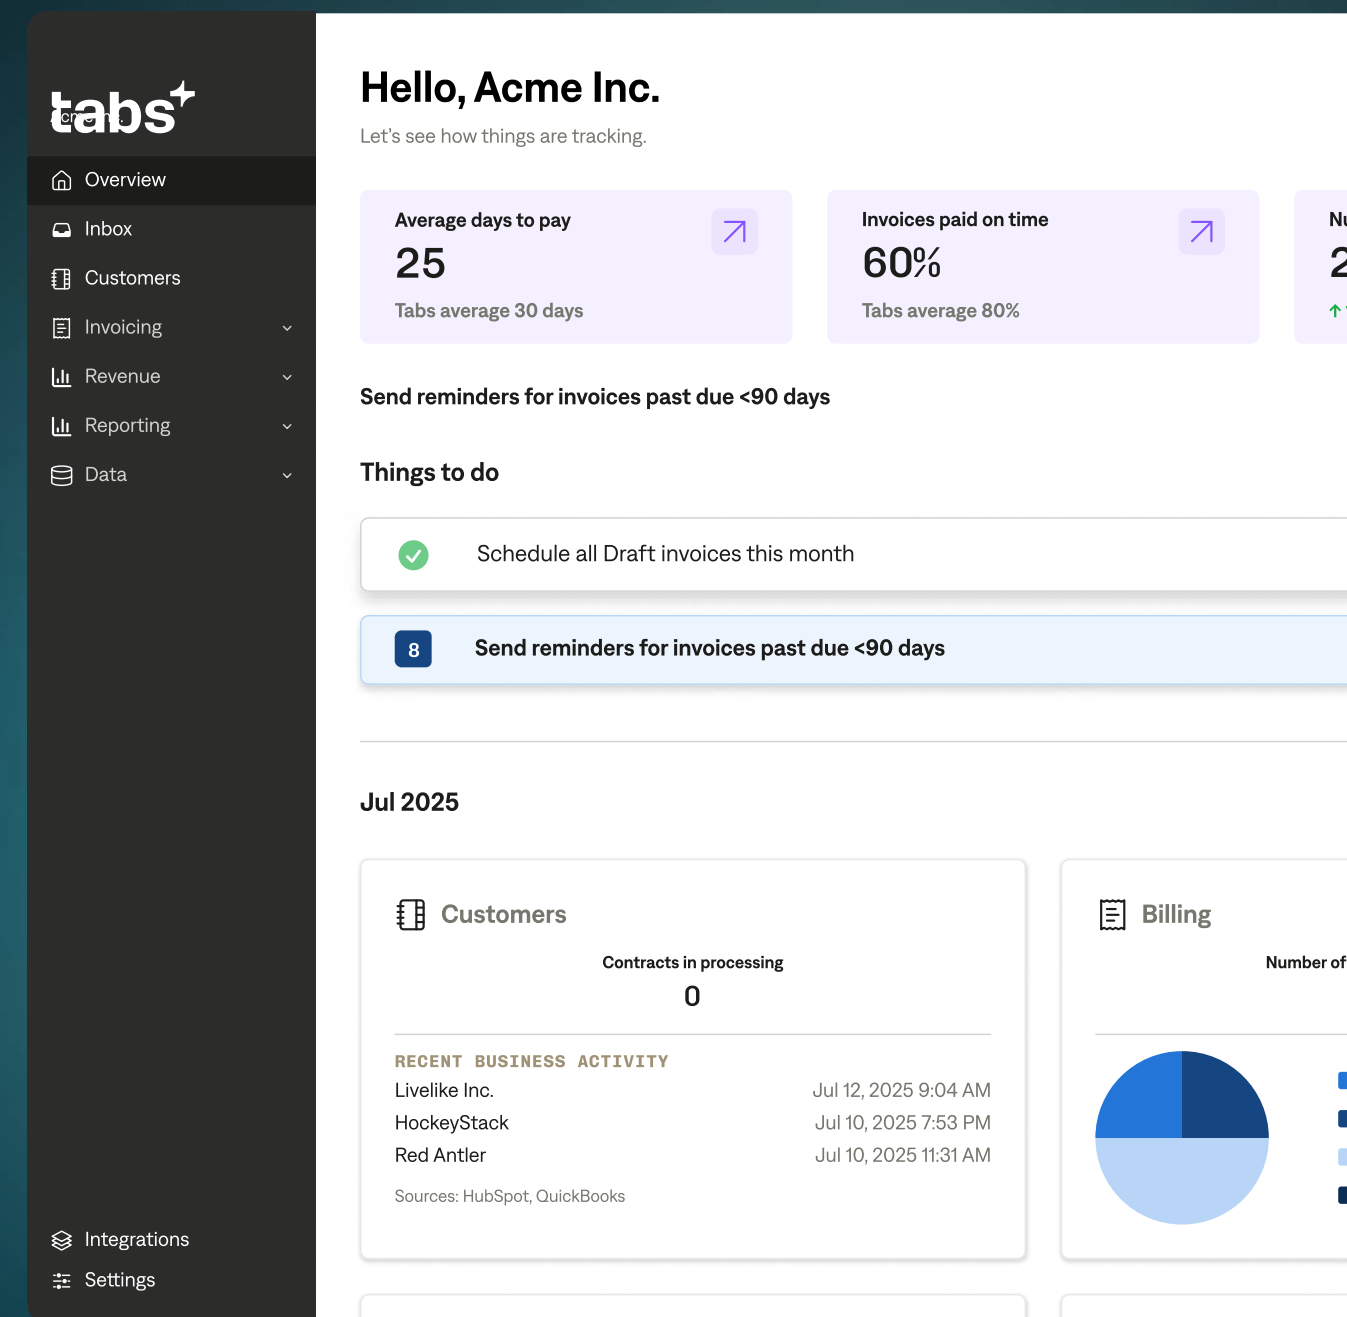 tabs
Acme Inc.
Overview
Inbox
Customers
Invoicing
Revenue
Reporting
Data
Integrations
Settings
Hello, Acme Inc.
Let's see how things are tracking.
Average days to pay
25
Tabs average 30 days
Invoices paid on time
60%
Tabs average 80%
Send reminders for invoices past due <90 days
Things to do
Schedule all Draft invoices this month
8 Send reminders for invoices past due <90 days
Jul 2025
Customers
Contracts in processing
0
RECENT BUSINESS ACTIVITY
Livelike Inc. Jul 12, 2025 9:04 AM
HockeyStack Jul 10, 2025 7:53 PM
Red Antler Jul 10, 2025 11:31 AM
Sources: HubSpot, QuickBooks
Billing
Number of